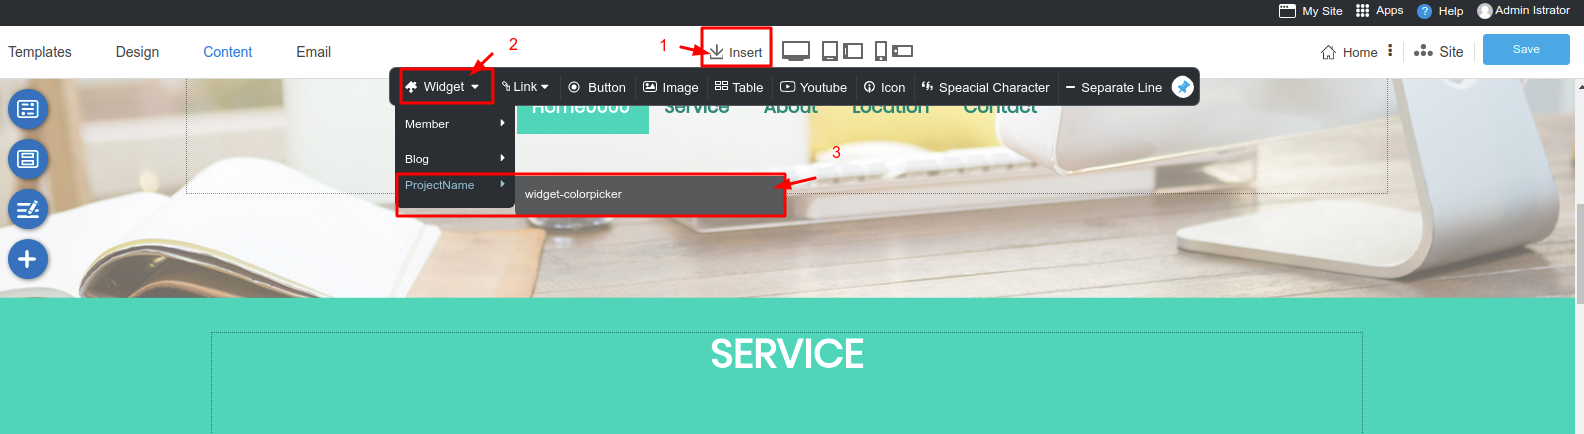 My Site Apps ? Help Admin Istrator
Templates Design Content Email 1 Insert Home Site Save
2
Widget Link Button Image Table Youtube Icon Speacial Character Separate Line
Service About Location Contact
Member
Blog
3
ProjectName
widget-colorpicker
SERVICE